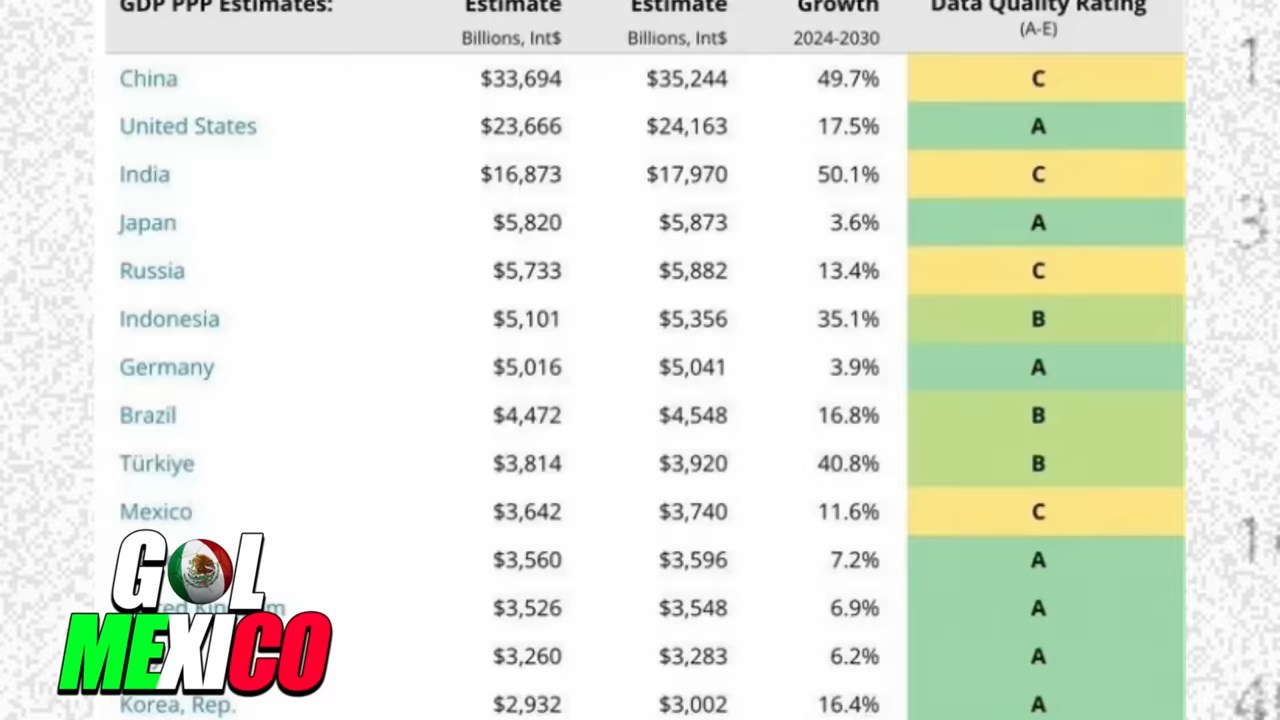 GDP PPP Estimates: Estimate Estimate Growth Data Quality Rating
Billions, Int$ Billions, Int$ 2024-2030 (A-E)
China $33,694 $35,244 49.7% C
United States $23,666 $24,163 17.5% A
India $16,873 $17,970 50.1% C
Japan $5,820 $5,873 3.6% A
Russia $5,733 $5,882 13.4% C
Indonesia $5,101 $5,356 35.1% B
Germany $5,016 $5,041 3.9% A
Brazil $4,472 $4,548 16.8% B
Türkiye $3,814 $3,920 40.8% B
Mexico $3,642 $3,740 11.6% C
$3,560 $3,596 7.2% A
$3,526 $3,548 6.9% A
$3,260 $3,283 6.2% A
Korea, Rep. $2,932 $3,002 16.4% A
GOL
MEXICO